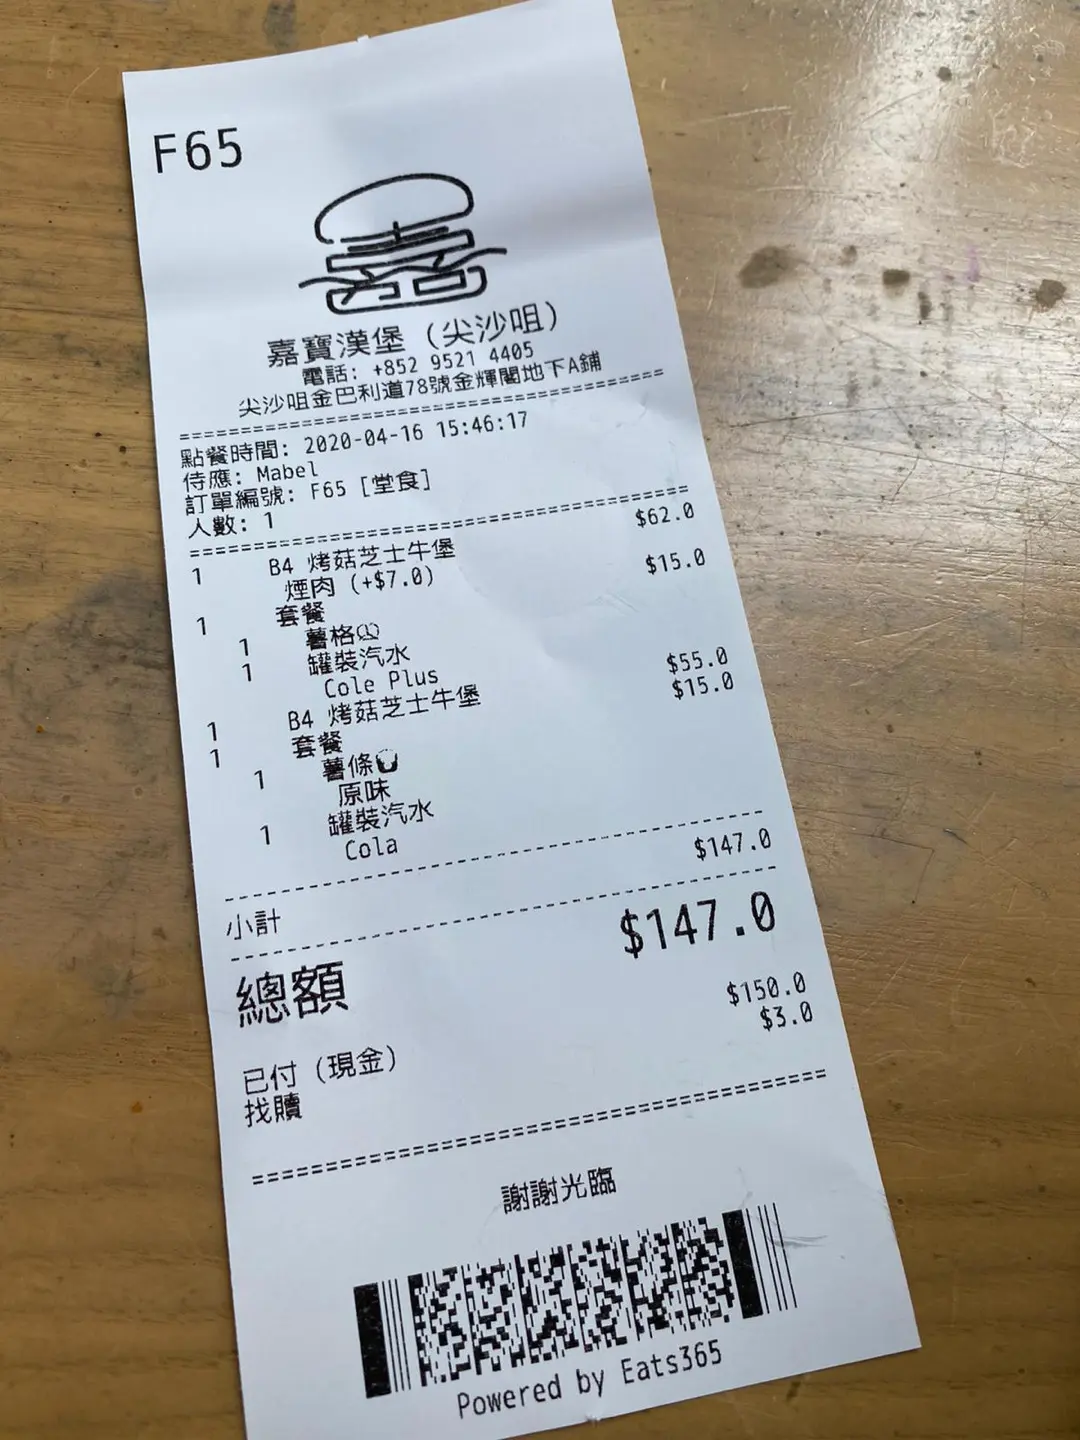 F65
嘉寶漢堡 (尖沙咀)
電話: +852 9521 4405
尖沙咀金巴利道78號金輝閣地下A鋪
點餐時間: 2020-04-16 15:46:17
侍應: Mabel
訂單編號: F65 [堂食]
人數: 1
1 B4 烤菇芝士牛堡 $62.0
煙肉 (+$7.0)
1 套餐 $15.0
1 薯格
1 罐裝汽水
Cole Plus
1 B4 烤菇芝士牛堡 $55.0
1 套餐 $15.0
1 薯條
原味
1 罐裝汽水
Cola
小計 $147.0
總額 $147.0
已付 (現金) $150.0
找贖 $3.0
謝謝光臨
Powered by Eats365